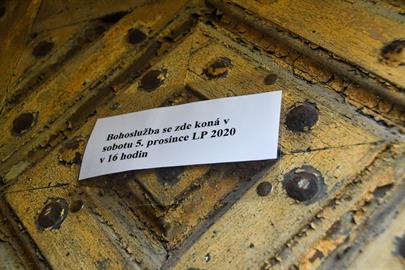 Bohoslužba se zde koná v
sobotu 5. prosince LP 2020
v 16 hodin